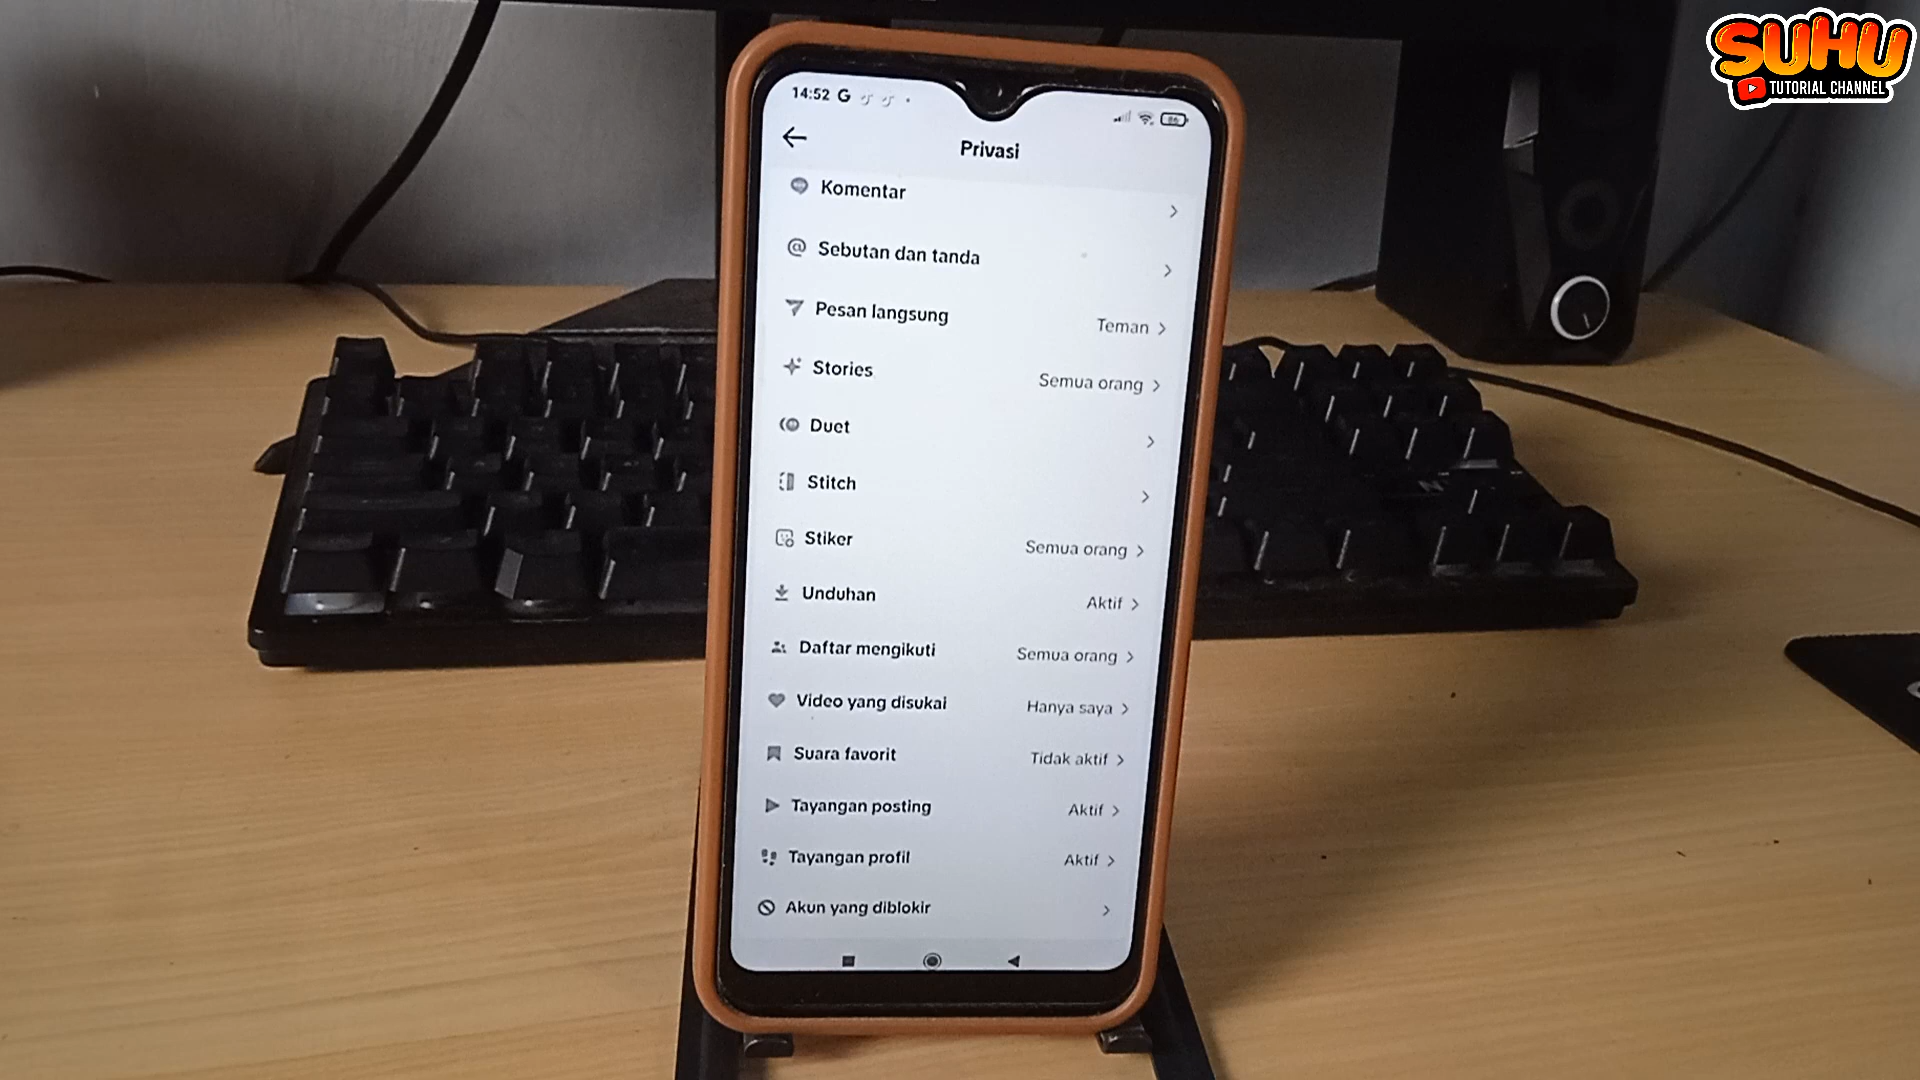 SUHU
TUTORIAL CHANNEL
14:52 G
Privasi
Komentar
Sebutan dan tanda
Pesan langsung Teman
Stories Semua orang
Duet
Stitch
Stiker Semua orang
Unduhan Aktif
Daftar mengikuti Semua orang
Video yang disukai Hanya saya
Suara favorit Tidak aktif
Tayangan posting Aktif
Tayangan profil Aktif
Akun yang diblokir